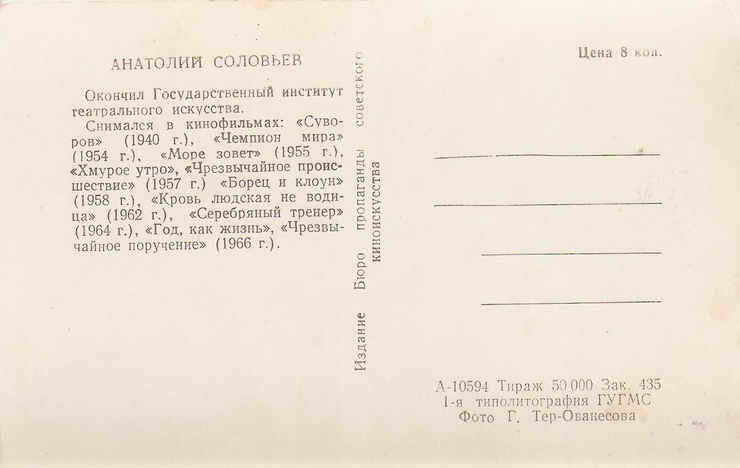 АНАТОЛИЙ СОЛОВЬЕВ
Окончил Государственный институт
театрального искусства.
Снимался в кинофильмах: «Суво-
ров» (1940 г.), «Чемпион мира»
(1954 г.), «Море зовет» (1955 г.),
«Хмурое утро», «Чрезвычайное проис-
шествие» (1957 г.) «Борец и клоун»
(1958 г.), «Кровь людская не води-
ца» (1962 г.), «Серебряный тренер»
(1964 г.), «Год, как жизнь», «Чрезвы-
чайное поручение» (1966 г.).
Издание Бюро пропаганды советского
киноискусства
Цена 8 коп.
А-10594 Тираж 50 000 Зак. 435
1-я типолитография ГУГМС
Фото Г. Тер-Ованесова